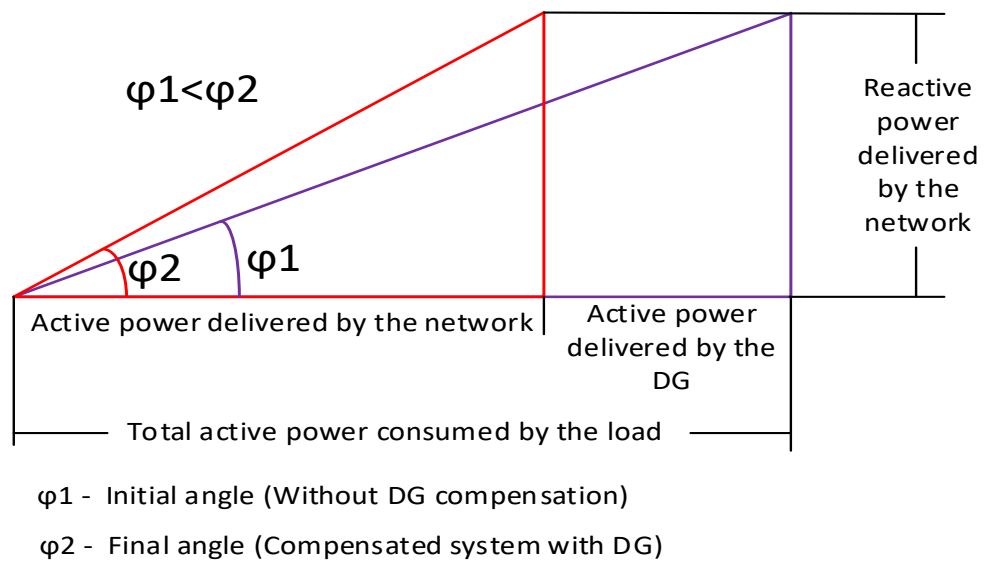 φ1<φ2
Reactive
power
delivered
by the
network
φ2
φ1
Active power delivered by the network
Active power
delivered by the
DG
Total active power consumed by the load
φ1 - Initial angle (Without DG compensation)
φ2 - Final angle (Compensated system with DG)